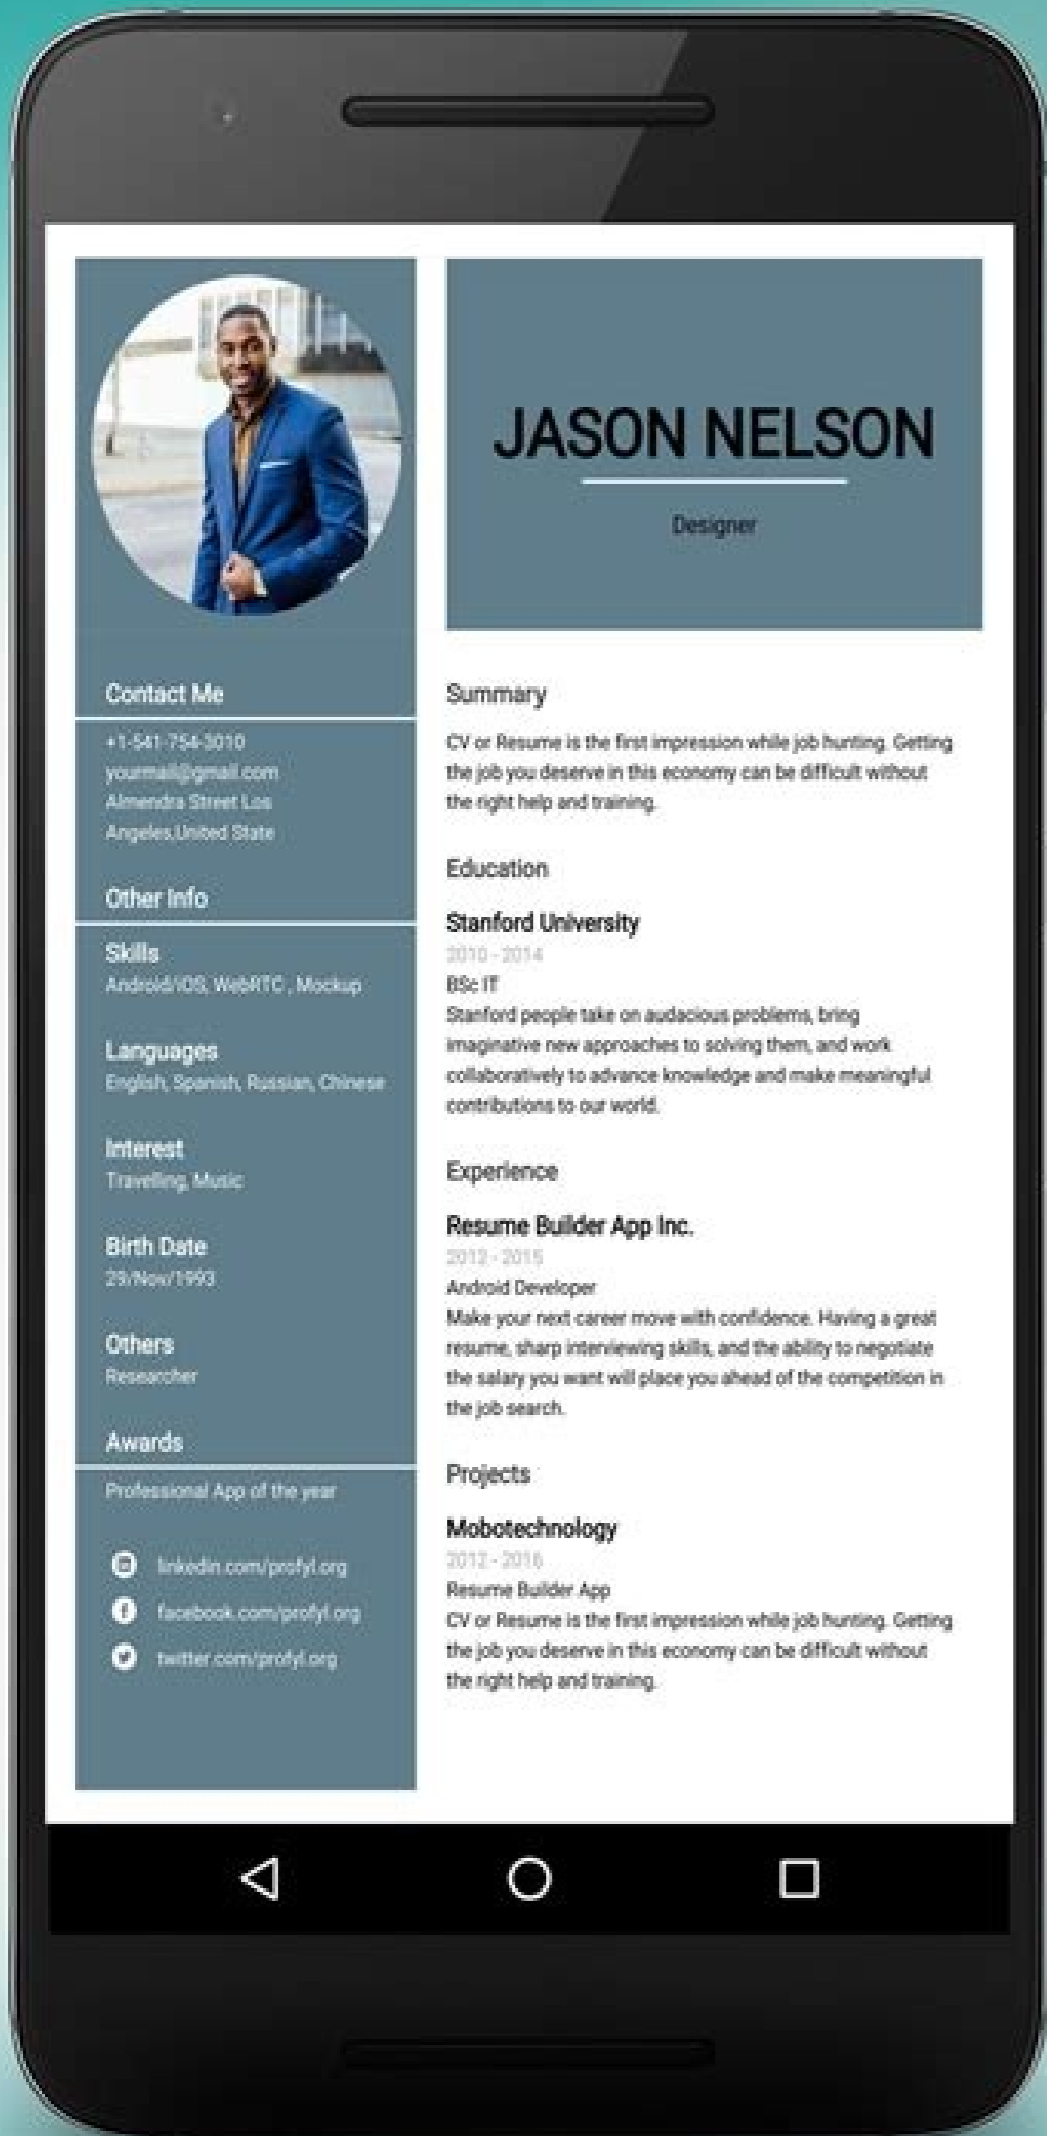 JASON NELSON
Designer
Contact Me
+1-541-754-3010
yourmail@gmail.com
Almendra Street Los
Angeles,United State
Other Info
Skills
Android/iOS, WebRTC , Mockup
Languages
English, Spanish, Russian, Chinese
Interest
Travelling, Music
Birth Date
29/Nov/1993
Others
Researcher
Awards
Professional App of the year
linkedin.com/profyl.org
facebook.com/profyl.org
twitter.com/profyl.org
Summary
CV or Resume is the first impression while job hunting. Getting
the job you deserve in this economy can be difficult without
the right help and training.
Education
Stanford University
2010 - 2014
BSc IT
Stanford people take on audacious problems, bring
imaginative new approaches to solving them, and work
collaboratively to advance knowledge and make meaningful
contributions to our world.
Experience
Resume Builder App Inc.
2012 - 2015
Android Developer
Make your next career move with confidence. Having a great
resume, sharp interviewing skills, and the ability to negotiate
the salary you want will place you ahead of the competition in
the job search.
Projects
Mobotechnology
2012 - 2016
Resume Builder App
CV or Resume is the first impression while job hunting. Getting
the job you deserve in this economy can be difficult without
the right help and training.